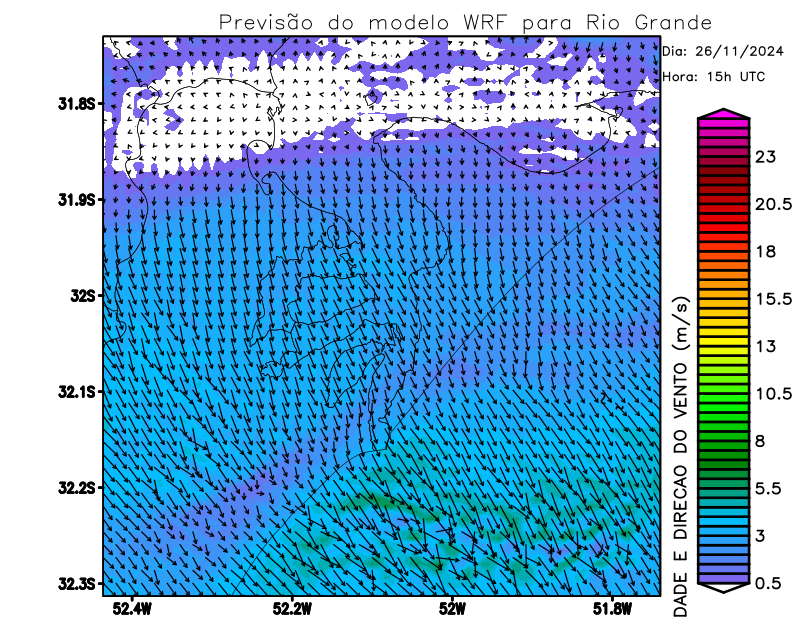 Previsão do modelo WRF para Rio Grande
Dia: 26/11/2024
Hora: 15h UTC
31.8S
31.9S
32S
32.1S
32.2S
32.3S
52.4W
52.2W
52W
51.8W
DADE E DIRECAO DO VENTO (m/s)
23
20.5
18
15.5
13
10.5
8
5.5
3
0.5